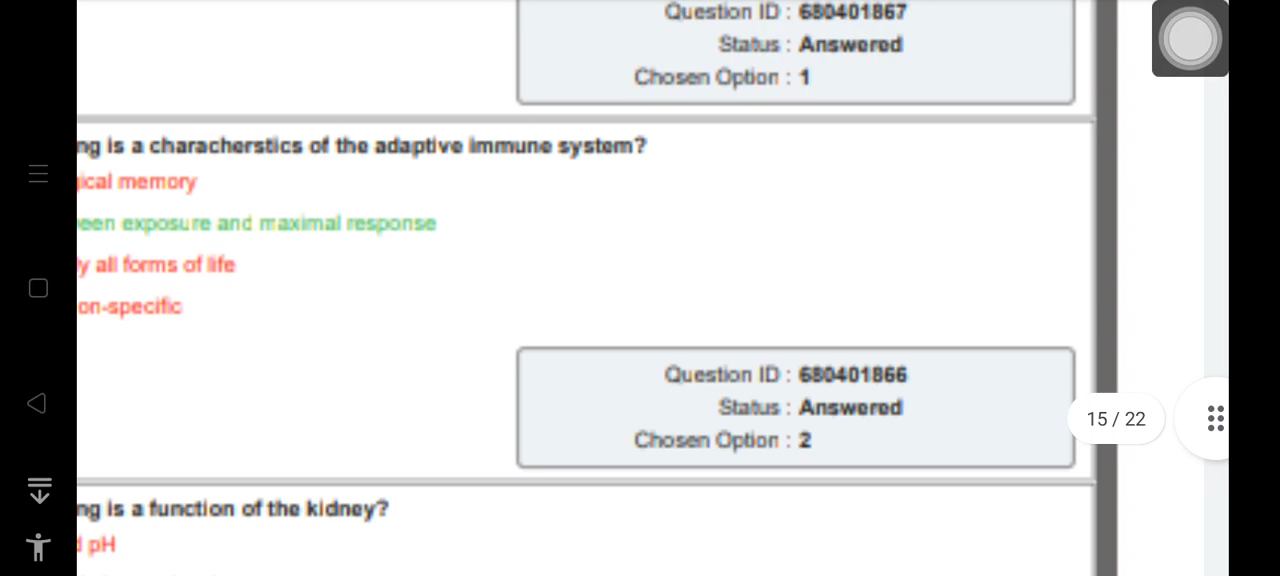 Question ID : 680401867
Status : Answered
Chosen Option : 1
ng is a characherstics of the adaptive immune system?
ical memory
een exposure and maximal response
y all forms of life
on-specific
Question ID : 680401866
Status : Answered
Chosen Option : 2
15 / 22
ng is a function of the kidney?
d pH